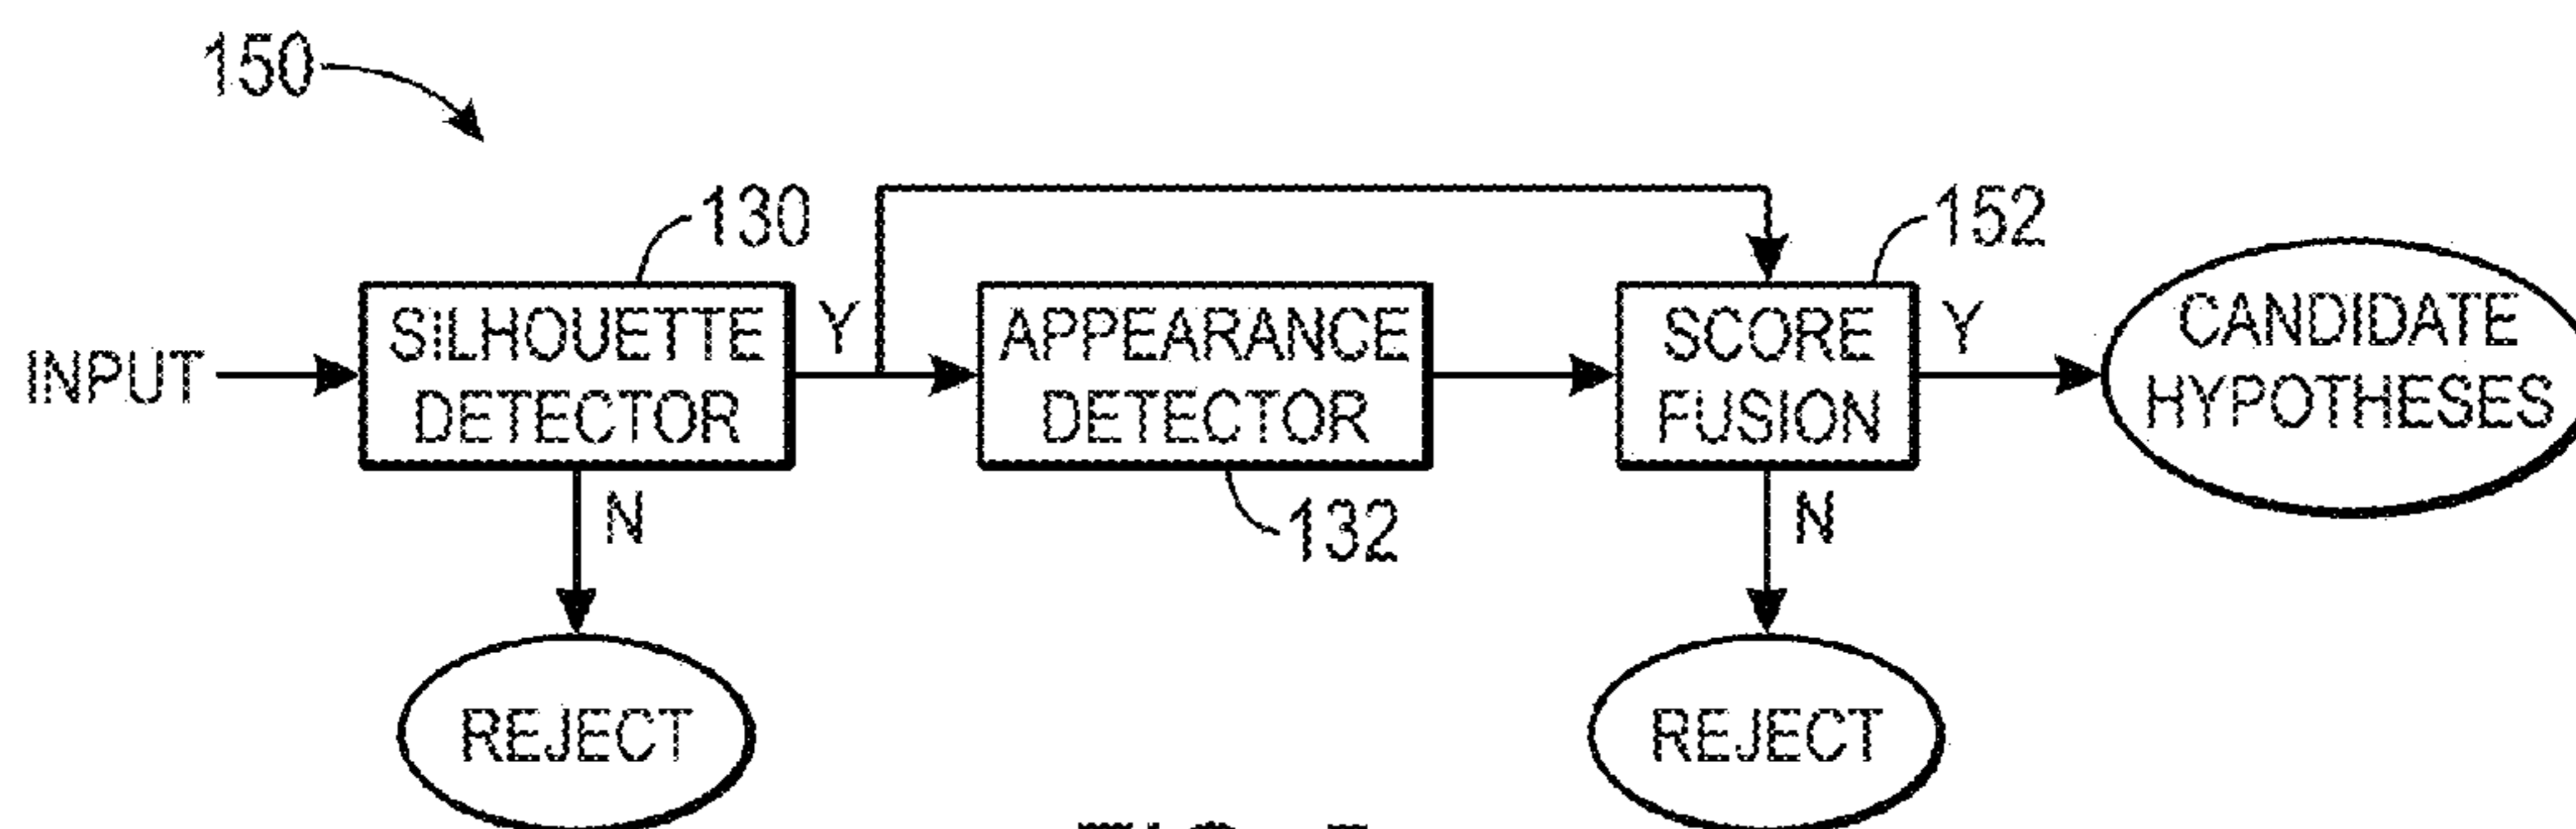 150
130
152
INPUT
SILHOUETTE
DETECTOR
Y
APPEARANCE
DETECTOR
SCORE
FUSION
Y
CANDIDATE
HYPOTHESES
N
132
N
REJECT
REJECT